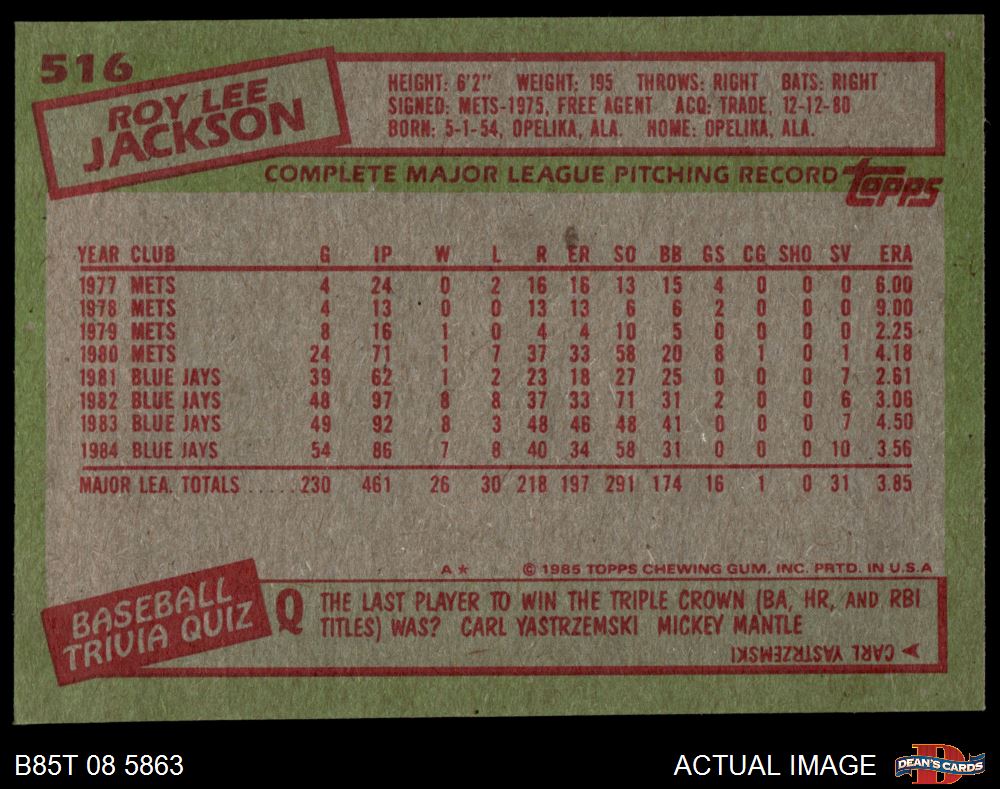 516
ROY LEE
JACKSON
HEIGHT: 6'2" WEIGHT: 195 THROWS: RIGHT BATS: RIGHT
SIGNED: METS-1975, FREE AGENT ACQ: TRADE, 12-12-80
BORN: 5-1-54, OPELIKA, ALA. HOME: OPELIKA, ALA.
COMPLETE MAJOR LEAGUE PITCHING RECORD topps
YEAR CLUB G IP W L R ER SO BB GS CG SHO SV ERA
1977 METS 4 24 0 2 16 16 13 15 4 0 0 0 6.00
1978 METS 4 13 0 0 13 13 6 6 2 0 0 0 9.00
1979 METS 8 16 1 0 4 4 10 5 0 0 0 0 2.25
1980 METS 24 71 1 7 37 33 58 20 8 1 0 1 4.18
1981 BLUE JAYS 39 62 1 2 23 18 27 25 0 0 0 7 2.61
1982 BLUE JAYS 48 97 8 8 37 33 71 31 2 0 0 6 3.06
1983 BLUE JAYS 49 92 8 3 48 46 48 41 0 0 0 7 4.50
1984 BLUE JAYS 54 86 7 8 40 34 58 31 0 0 0 10 3.56
MAJOR LEA. TOTALS ..... 230 461 26 30 218 197 291 174 16 1 0 31 3.85
A* © 1985 TOPPS CHEWING GUM, INC. PRTD. IN U.S.A
BASEBALL
TRIVIA QUIZ
Q THE LAST PLAYER TO WIN THE TRIPLE CROWN (BA, HR, AND RBI
TITLES) WAS? CARL YASTRZEMSKI MICKEY MANTLE
CARL YASTRZEMSKI
B85T 08 5863
ACTUAL IMAGE
D
DEAN'S CARDS